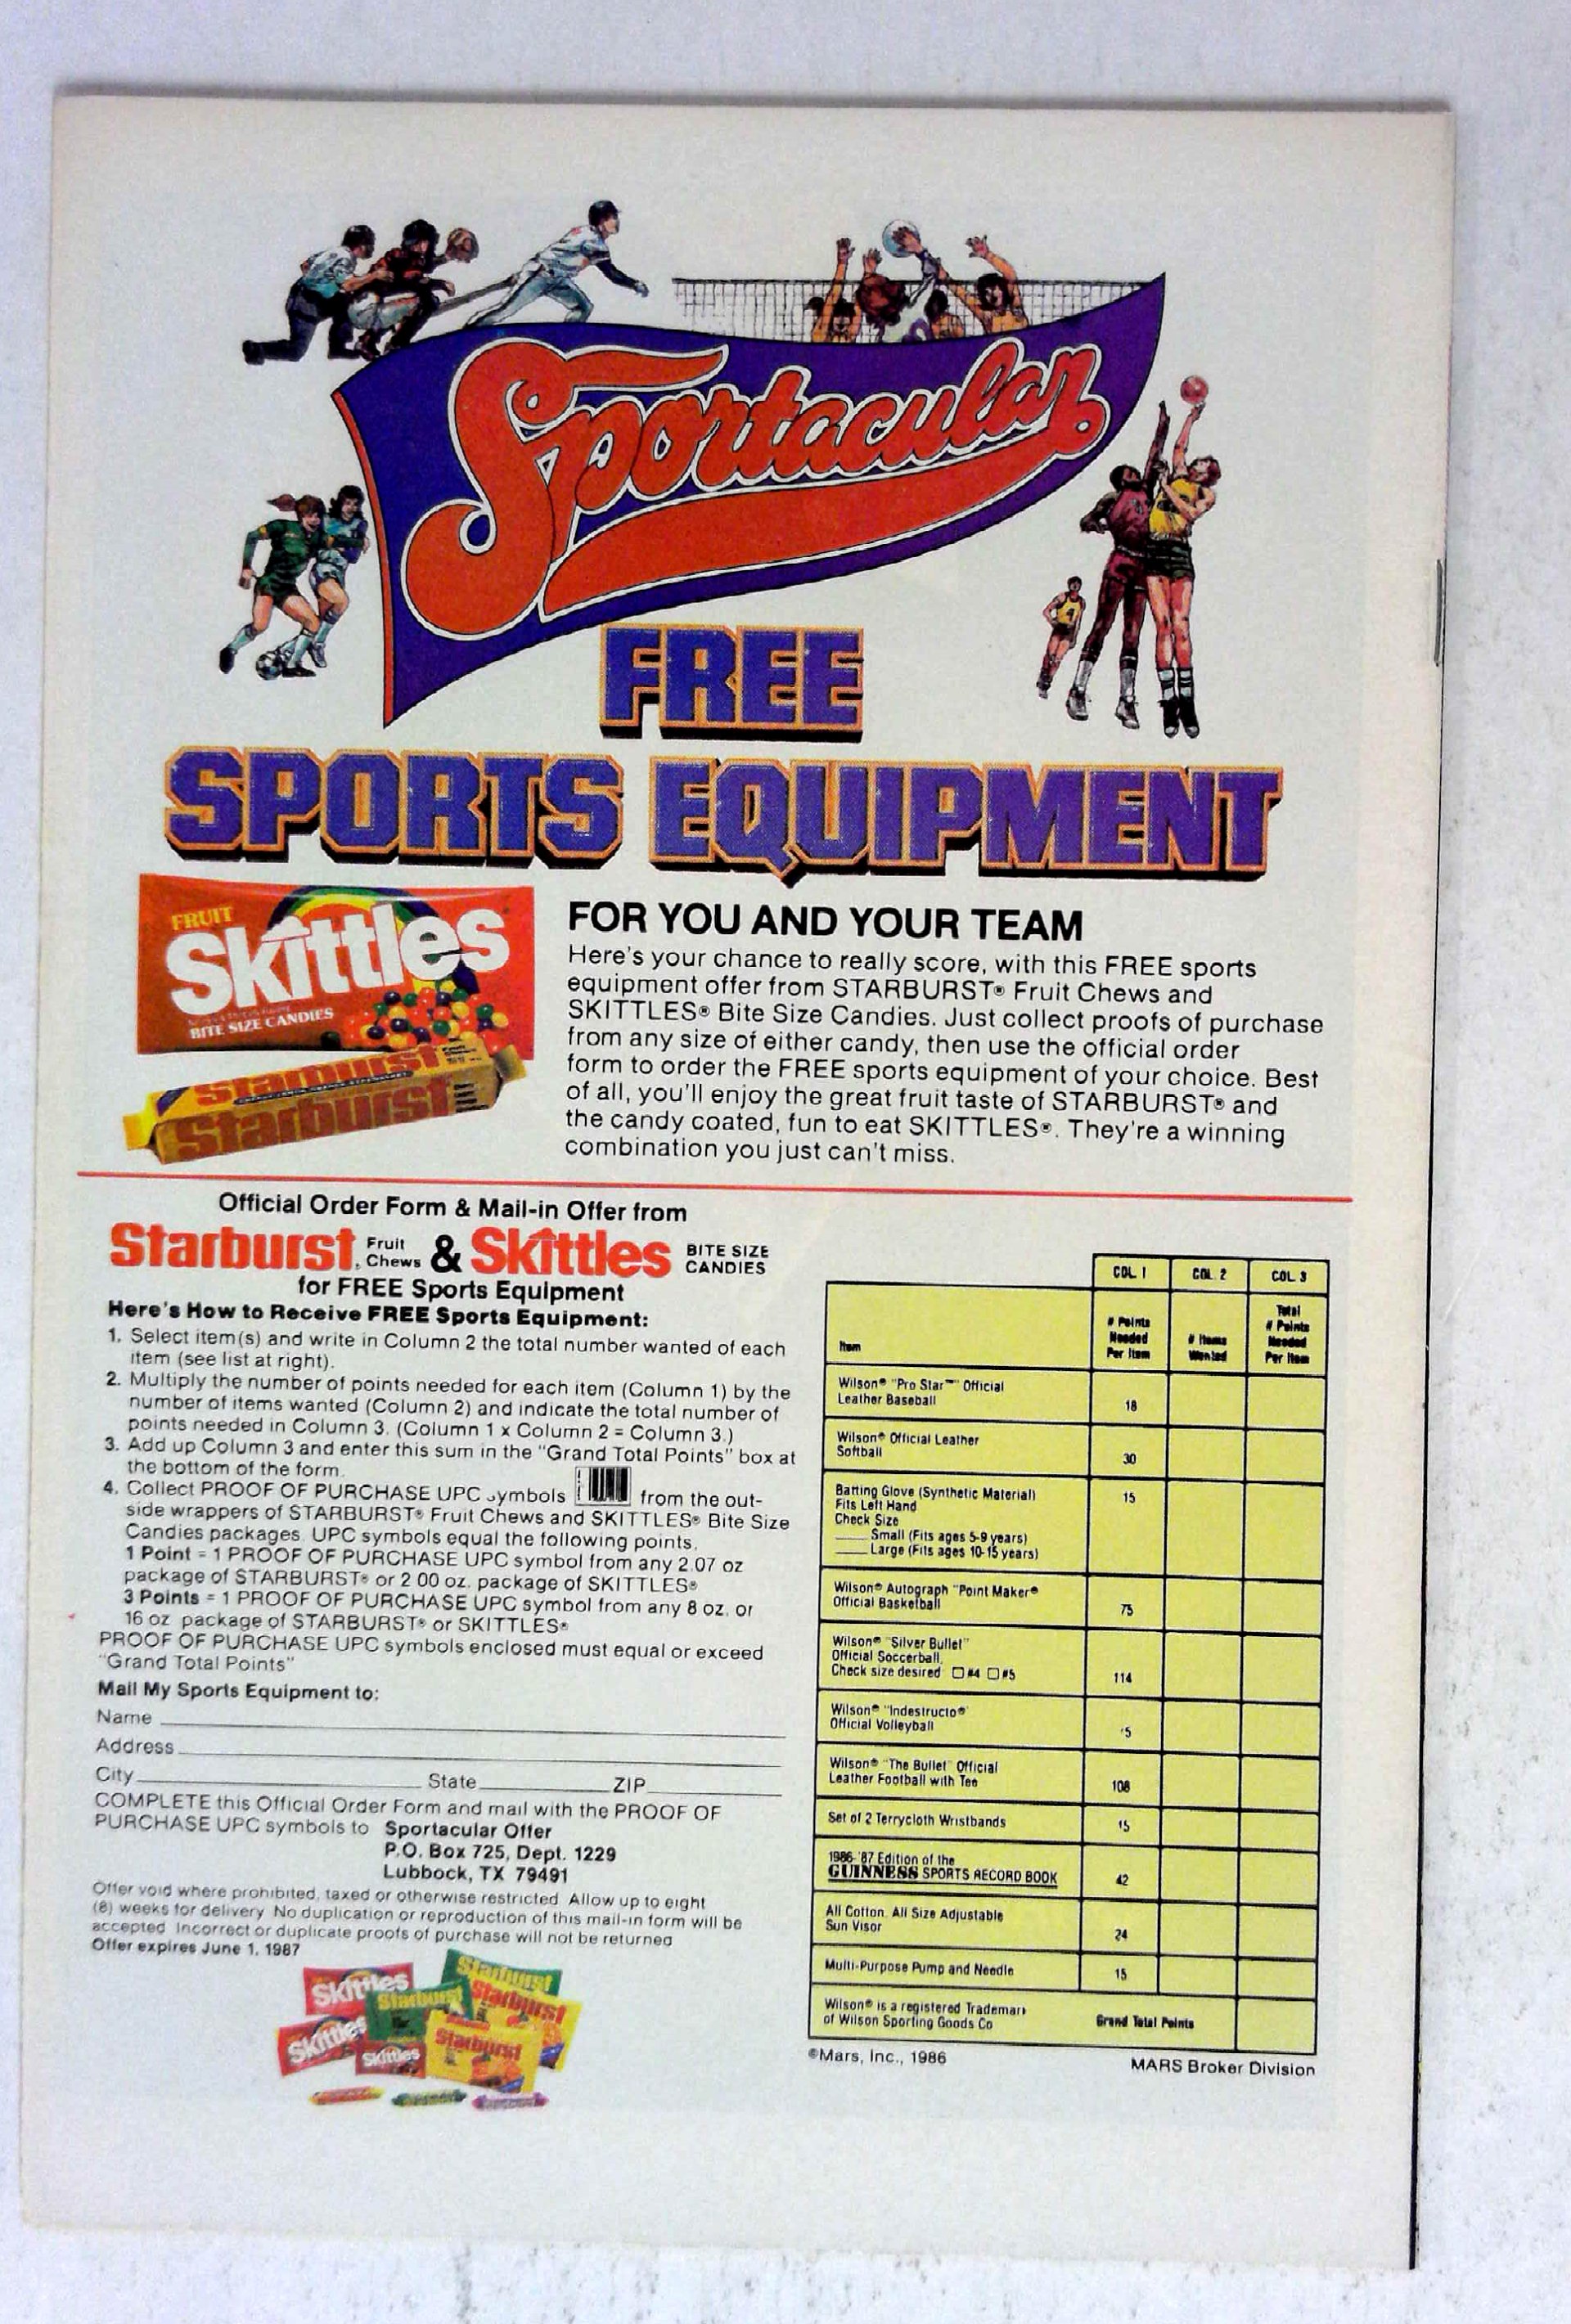 Sportacular
FREE
SPORTS EQUIPMENT
FRUIT
Skittles
BITE SIZE CANDIES
Starburst
Starburst
FOR YOU AND YOUR TEAM
Here's your chance to really score, with this FREE sports
equipment offer from STARBURST® Fruit Chews and
SKITTLES® Bite Size Candies. Just collect proofs of purchase
from any size of either candy, then use the official order
form to order the FREE sports equipment of your choice. Best
of all, you'll enjoy the great fruit taste of STARBURST® and
the candy coated, fun to eat SKITTLES®. They're a winning
combination you just can't miss.
Official Order Form & Mail-in Offer from
Starburst Fruit Chews & Skittles BITE SIZE CANDIES
for FREE Sports Equipment
Here's How to Receive FREE Sports Equipment:
1. Select item(s) and write in Column 2 the total number wanted of each
item (see list at right).
2. Multiply the number of points needed for each item (Column 1) by the
number of items wanted (Column 2) and indicate the total number of
points needed in Column 3. (Column 1 x Column 2 = Column 3.)
3. Add up Column 3 and enter this sum in the "Grand Total Points" box at
the bottom of the form.
4. Collect PROOF OF PURCHASE UPC symbols from the out-
side wrappers of STARBURST® Fruit Chews and SKITTLES® Bite Size
Candies packages. UPC symbols equal the following points.
1 Point = 1 PROOF OF PURCHASE UPC symbol from any 2.07 oz
package of STARBURST® or 2 00 oz. package of SKITTLES®
3 Points = 1 PROOF OF PURCHASE UPC symbol from any 8 oz. or
16 oz package of STARBURST® or SKITTLES®
PROOF OF PURCHASE UPC symbols enclosed must equal or exceed
"Grand Total Points"
Mail My Sports Equipment to:
Name
Address
City State ZIP
COMPLETE this Official Order Form and mail with the PROOF OF
PURCHASE UPC symbols to Sportacular Offer
P.O. Box 725, Dept. 1229
Lubbock, TX 79491
Offer void where prohibited, taxed or otherwise restricted Allow up to eight
(8) weeks for delivery No duplication or reproduction of this mail-in form will be
accepted Incorrect or duplicate proofs of purchase will not be returned
Offer expires June 1, 1987
Skittles
Starburst
Starburst
Starburst
Skittles
Skittles
Starburst
COL. 1 COL. 2 COL. 3
Item # Points Needed Per Item # Items Wanted Total # Points Needed Per Item
Wilson® "Pro Star™" Official
Leather Baseball 18
Wilson® Official Leather
Softball 30
Batting Glove (Synthetic Material) 15
Fits Left Hand
Check Size
Small (Fits ages 5-9 years)
Large (Fits ages 10-15 years)
Wilson® Autograph "Point Maker®
Official Basketball 75
Wilson® "Silver Bullet"
Official Soccerball,
Check size desired #4 #5 114
Wilson® "Indestructo®
Official Volleyball 5
Wilson® "The Bullet" Official
Leather Football with Tee 108
Set of 2 Terrycloth Wristbands 15
1986-'87 Edition of the
GUINNESS SPORTS RECORD BOOK 42
All Cotton. All Size Adjustable
Sun Visor 24
Multi-Purpose Pump and Needle 15
Wilson® is a registered Trademark
of Wilson Sporting Goods Co Grand Total Points
©Mars, Inc., 1986 MARS Broker Division